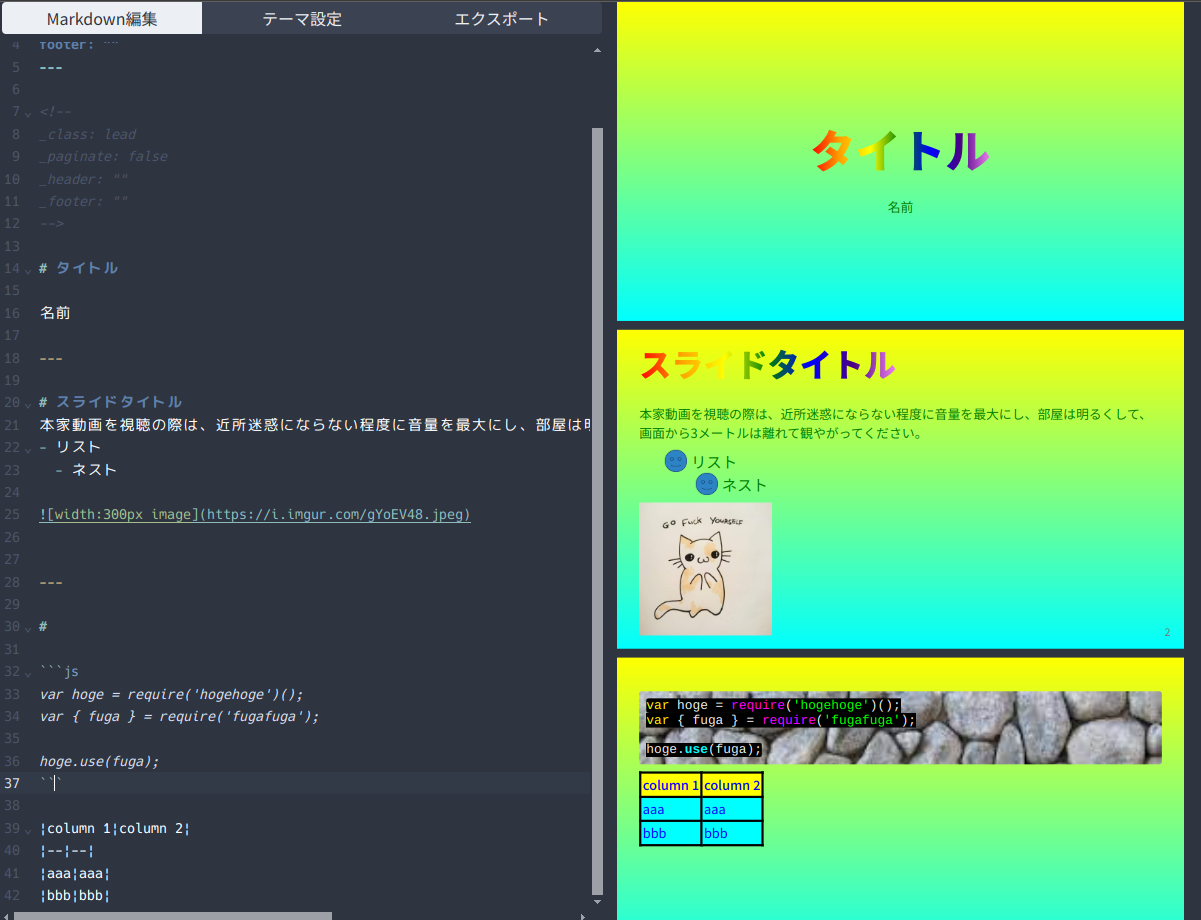 Markdown編集
テーマ設定
エクスポート
4 footer: ""
5 ---
6
7 <!--
8 _class: lead
9 _paginate: false
10 _header: ""
11 _footer: ""
12 -->
13
14 # タイトル
15
16 名前
17
18 ---
19
20 # スライドタイトル
21 本家動画を視聴の際は、近所迷惑にならない程度に音量を最大にし、部屋は明
22 - リスト
23 - ネスト
24
25 ![width:300px image](https://i.imgur.com/gYoEV48.jpeg)
26
27
28 ---
29
30 #
31
32 ```js
33 var hoge = require('hogehoge')();
34 var { fuga } = require('fugafuga');
35
36 hoge.use(fuga);
37 ```
38
39 |column 1|column 2|
40 |--|--|
41 |aaa|aaa|
42 |bbb|bbb|
タイトル
名前
スライドタイトル
本家動画を視聴の際は、近所迷惑にならない程度に音量を最大にし、部屋は明るくして、
画面から3メートルは離れて観やがってください。
リスト
ネスト
GO FUCK YOURSELF
2
var hoge = require('hogehoge')();
var { fuga } = require('fugafuga');
hoge.use(fuga);
column 1 column 2
aaa aaa
bbb bbb